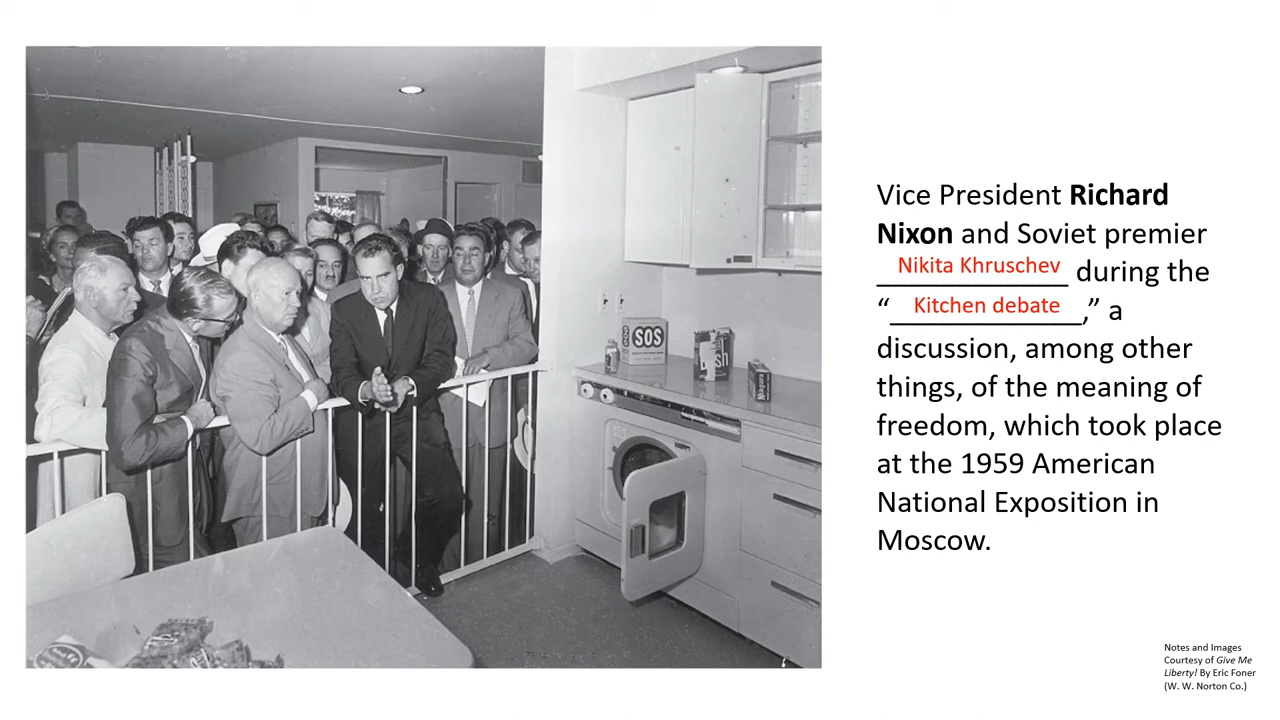 SOS
Vice President Richard
Nixon and Soviet premier
Nikita Khruschev during the
“Kitchen debate,” a
discussion, among other
things, of the meaning of
freedom, which took place
at the 1959 American
National Exposition in
Moscow.
Notes and Images
Courtesy of Give Me
Liberty! By Eric Foner
(W. W. Norton Co.)